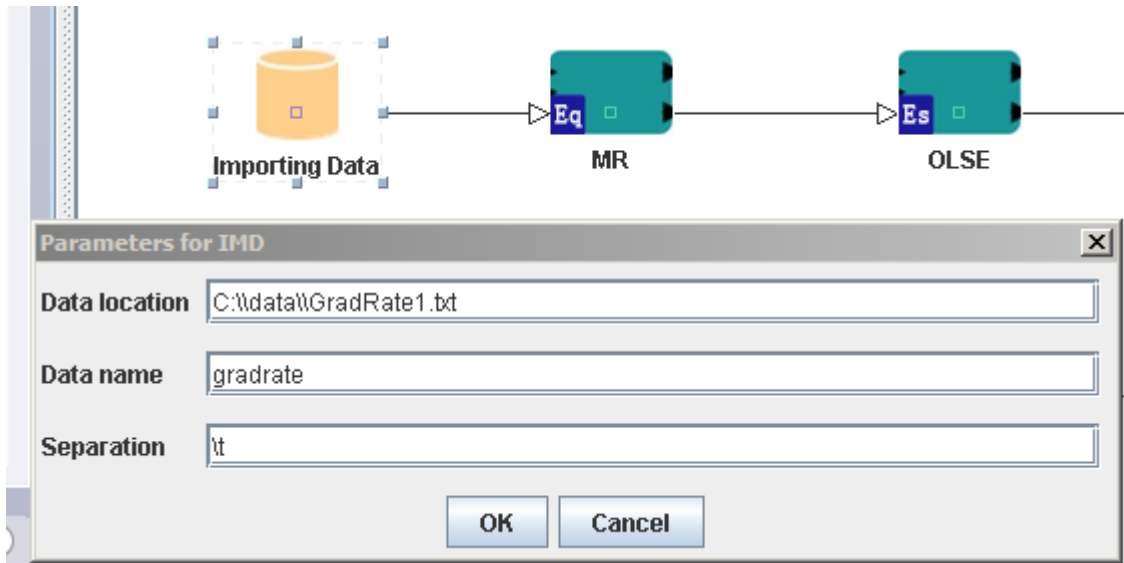 Eq
Es
Importing Data
MR
OLSE
Parameters for IMD
Data location C:\\data\\GradRate1.txt
Data name gradrate
Separation \t
OK Cancel